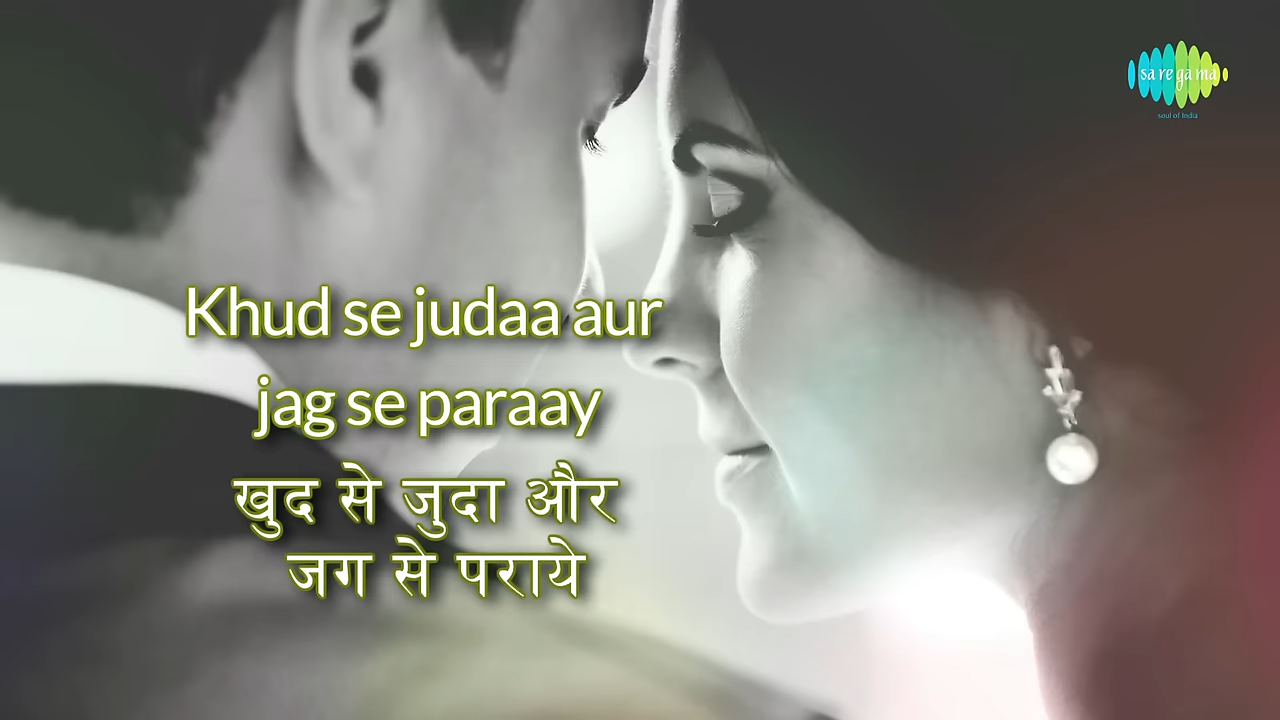 sa re ga ma
soul of India
Khud se judaa aur
jag se paraay
खुद से जुदा और
जग से पराये